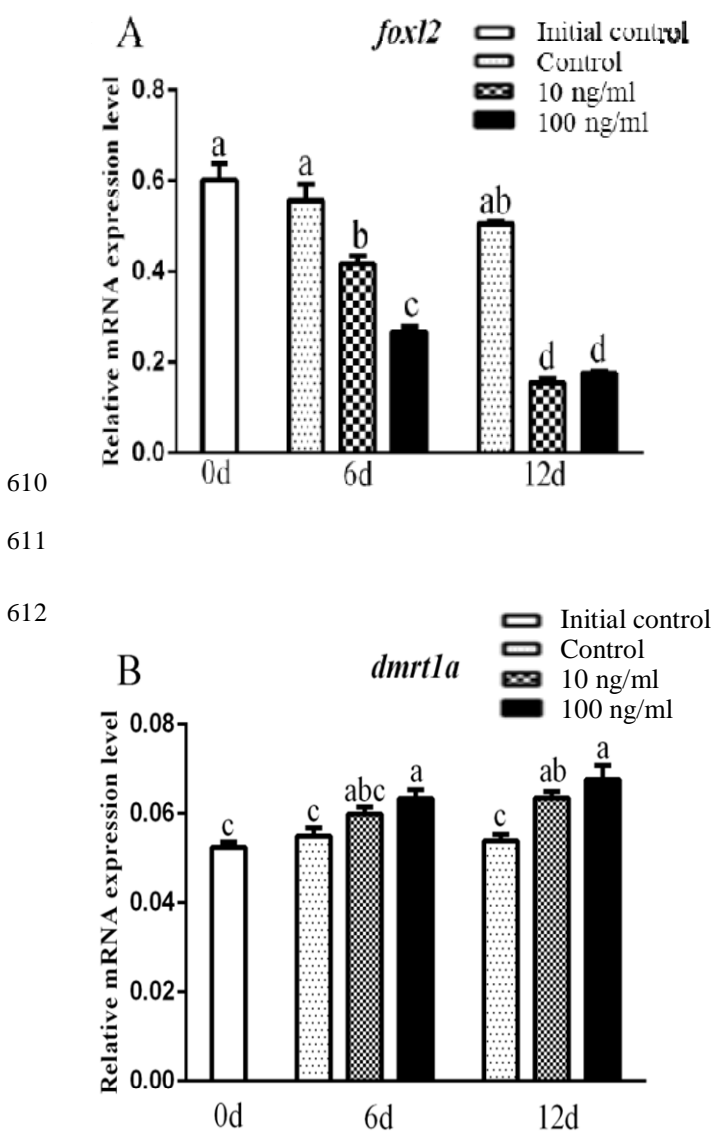 A
foxl2
Initial control
Control
10 ng/ml
100 ng/ml
Relative mRNA expression level
0.8
0.6
0.4
0.2
0.0
a
a
b
c
ab
d
d
0d
6d
12d
610
611
612
B
dmrt1a
Initial control
Control
10 ng/ml
100 ng/ml
Relative mRNA expression level
0.08
0.06
0.04
0.02
0.00
c
c
abc
a
c
ab
a
0d
6d
12d